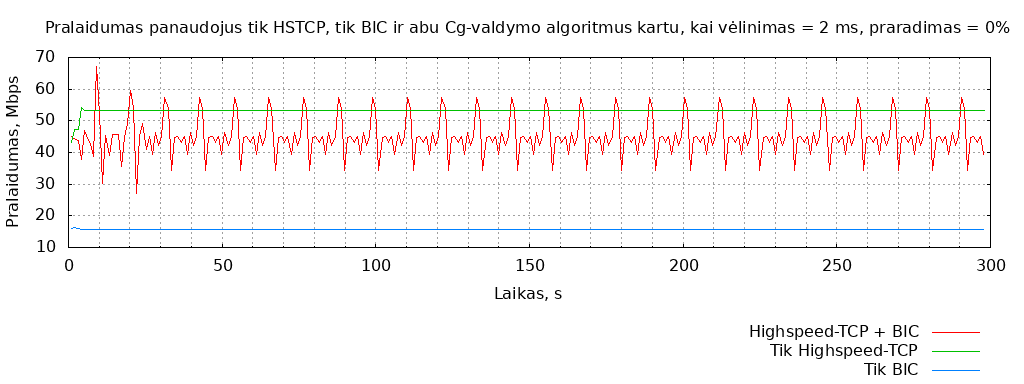 Pralaidumas panaudojus tik HSTCP, tik BIC ir abu Cg-valdymo algoritmus kartu, kai vėlinimas = 2 ms, praradimas = 0%
Pralaidumas, Mbps
70
60
50
40
30
20
10
0 50 100 150 200 250 300
Laikas, s
Highspeed-TCP + BIC
Tik Highspeed-TCP
Tik BIC